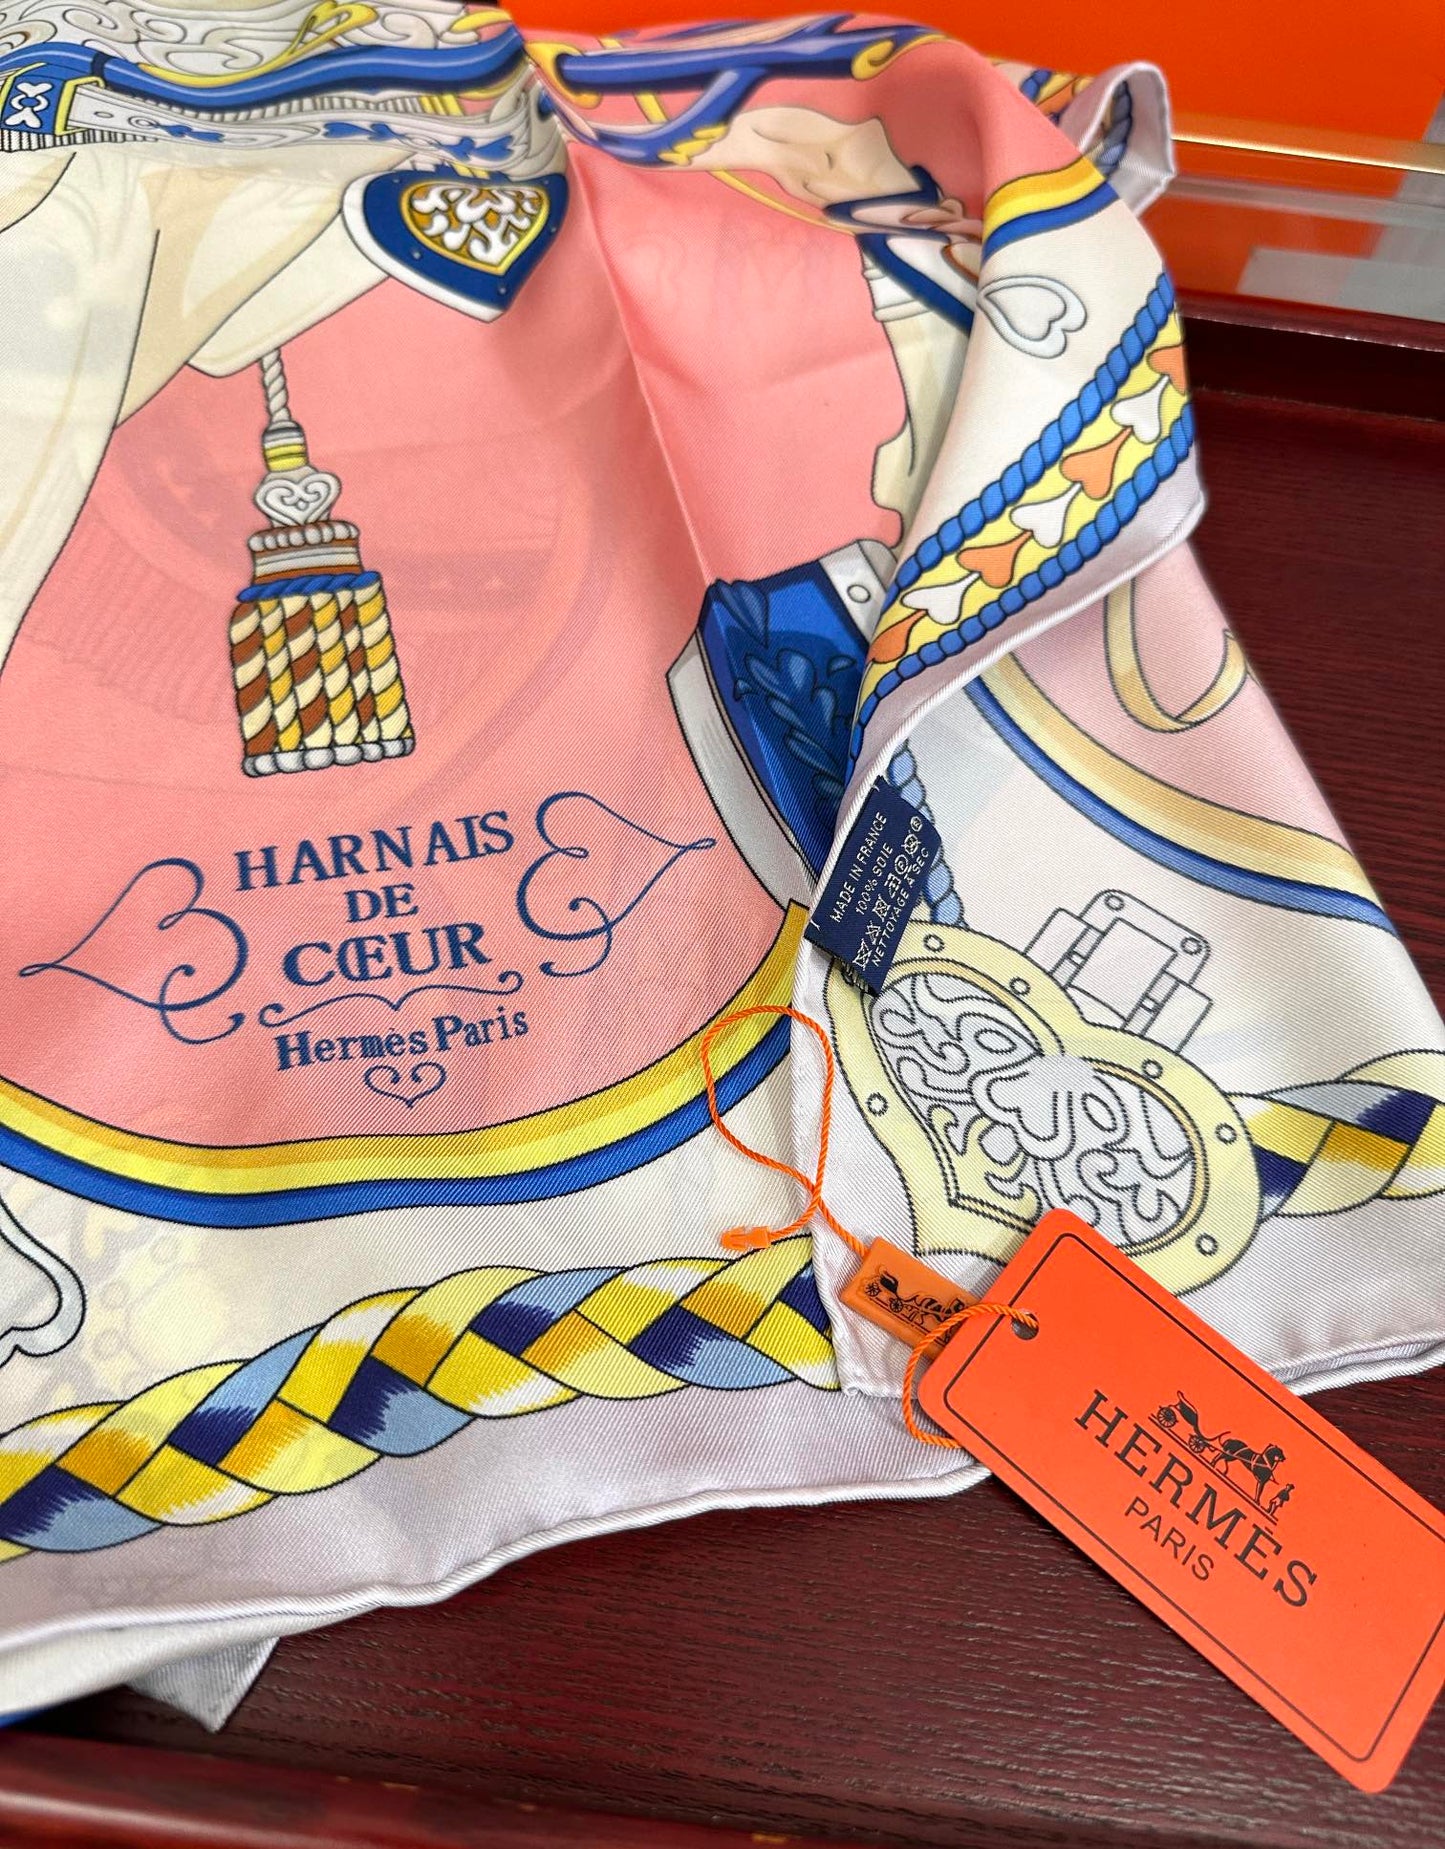 HARNAIS
DE
CŒUR
Hermès Paris
MADE IN FRANCE
100% SOIE
NETTOYAGE A SEC
HERMÈS
PARIS